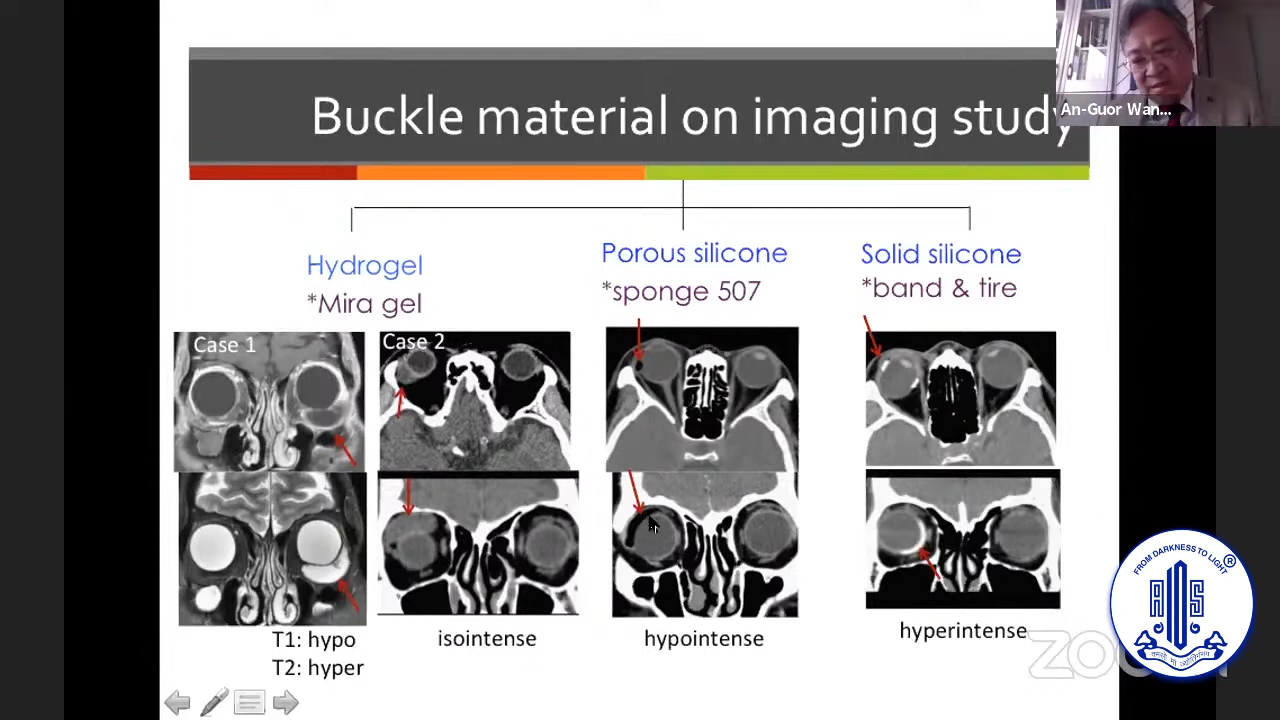 Buckle material on imaging study
An-Guor Wan...
Hydrogel
*Mira gel
Porous silicone
*sponge 507
Solid silicone
*band & tire
Case 1
Case 2
T1: hypo
T2: hyper
isointense
hypointense
hyperintense
FROM DARKNESS TO LIGHT
®
AIIS